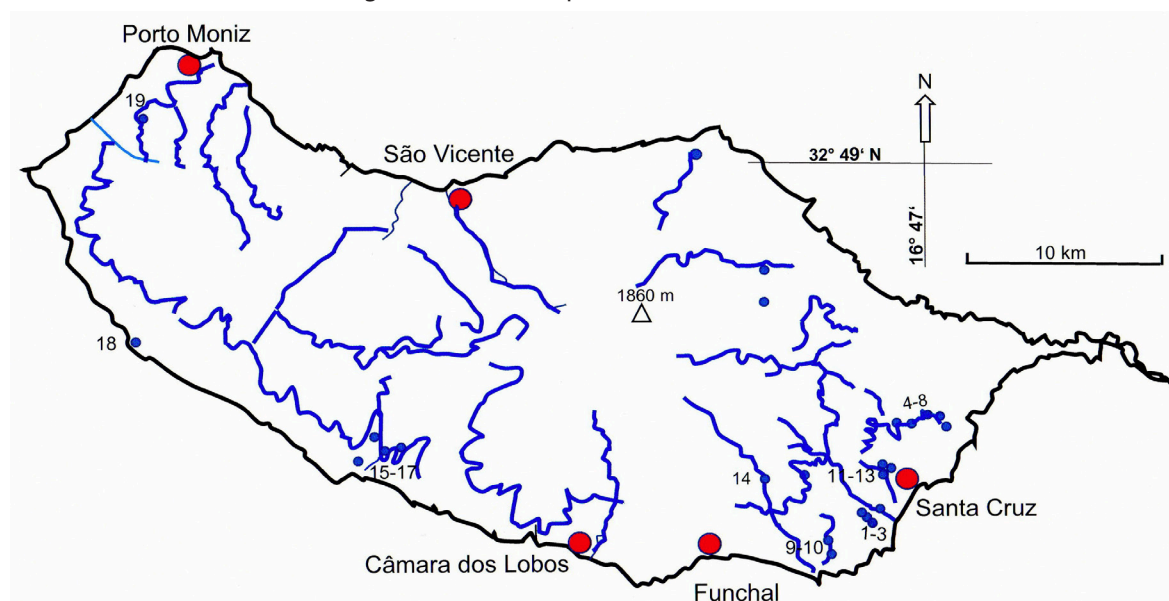 Porto Moniz
19
São Vicente
N
32° 49' N
16° 47'
10 km
1860 m
18
4-8
15-17
14
11-13
Santa Cruz
1-3
9-10
Câmara dos Lobos
Funchal